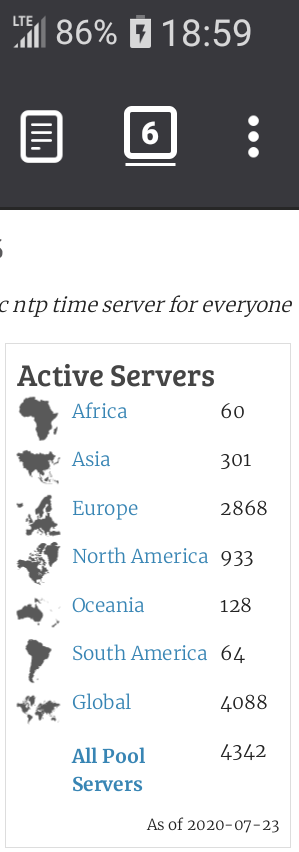 LTE 86% 18:59
6
c ntp time server for everyone
Active Servers
Africa 60
Asia 301
Europe 2868
North America 933
Oceania 128
South America 64
Global 4088
All Pool 4342
Servers
As of 2020-07-23